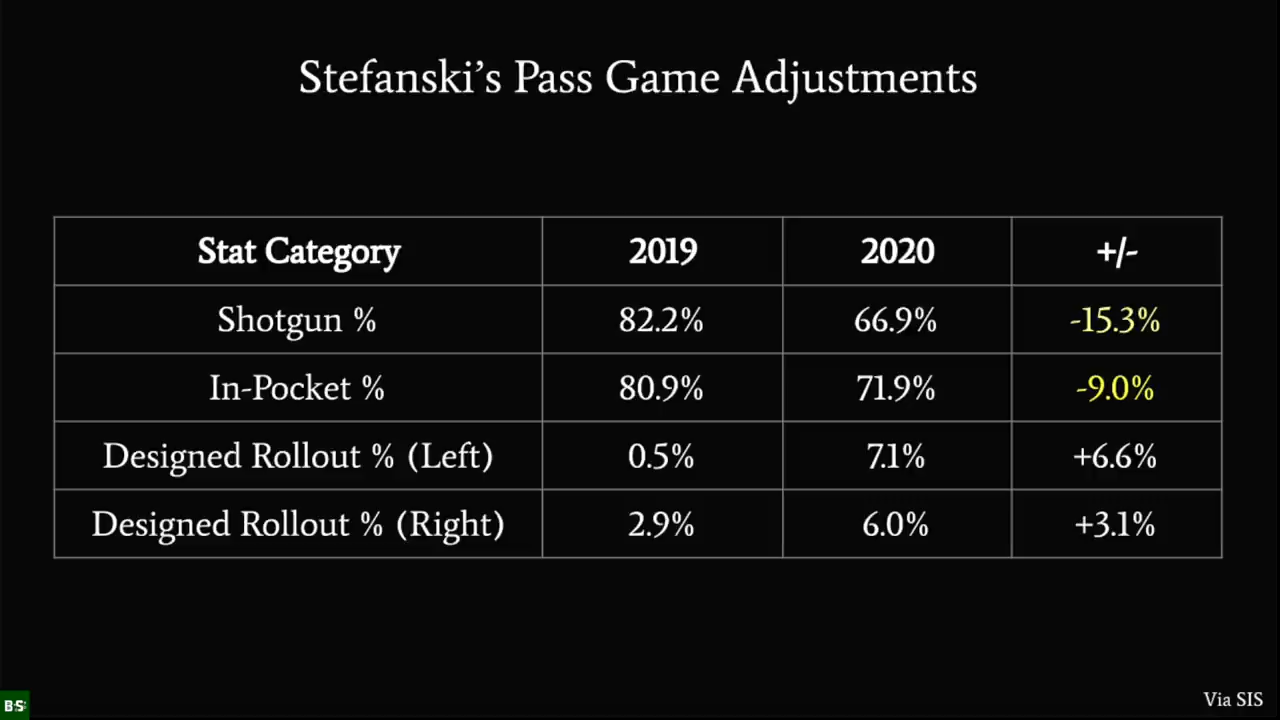 Stefanski's Pass Game Adjustments
Stat Category 2019 2020 +/-
Shotgun % 82.2% 66.9% -15.3%
In-Pocket % 80.9% 71.9% -9.0%
Designed Rollout % (Left) 0.5% 7.1% +6.6%
Designed Rollout % (Right) 2.9% 6.0% +3.1%
Via SIS